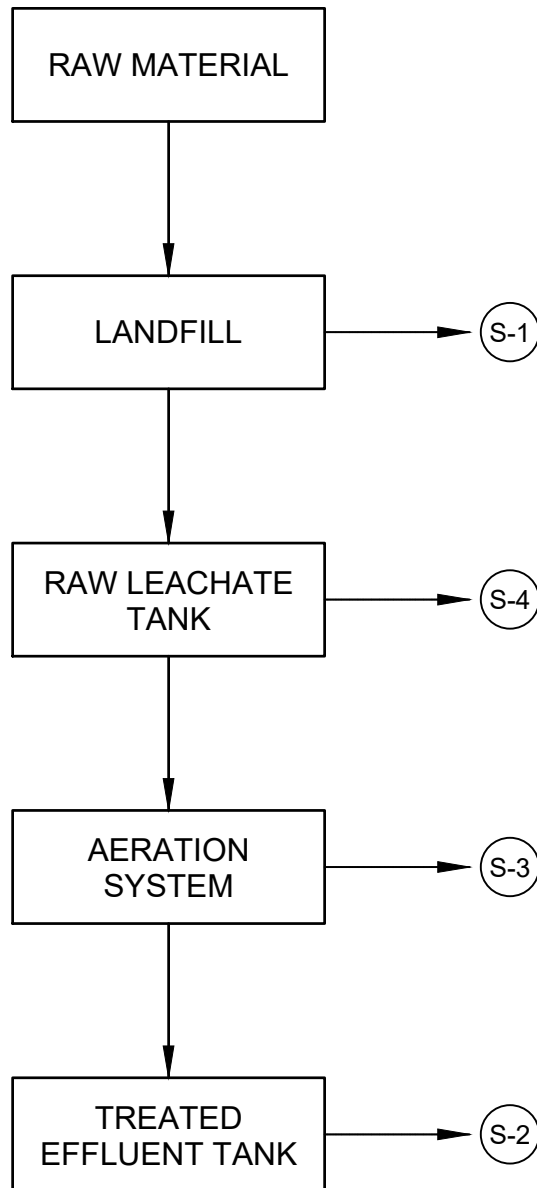 RAW MATERIAL
LANDFILL
S-1
RAW LEACHATE
TANK
S-4
AERATION
SYSTEM
S-3
TREATED
EFFLUENT TANK
S-2